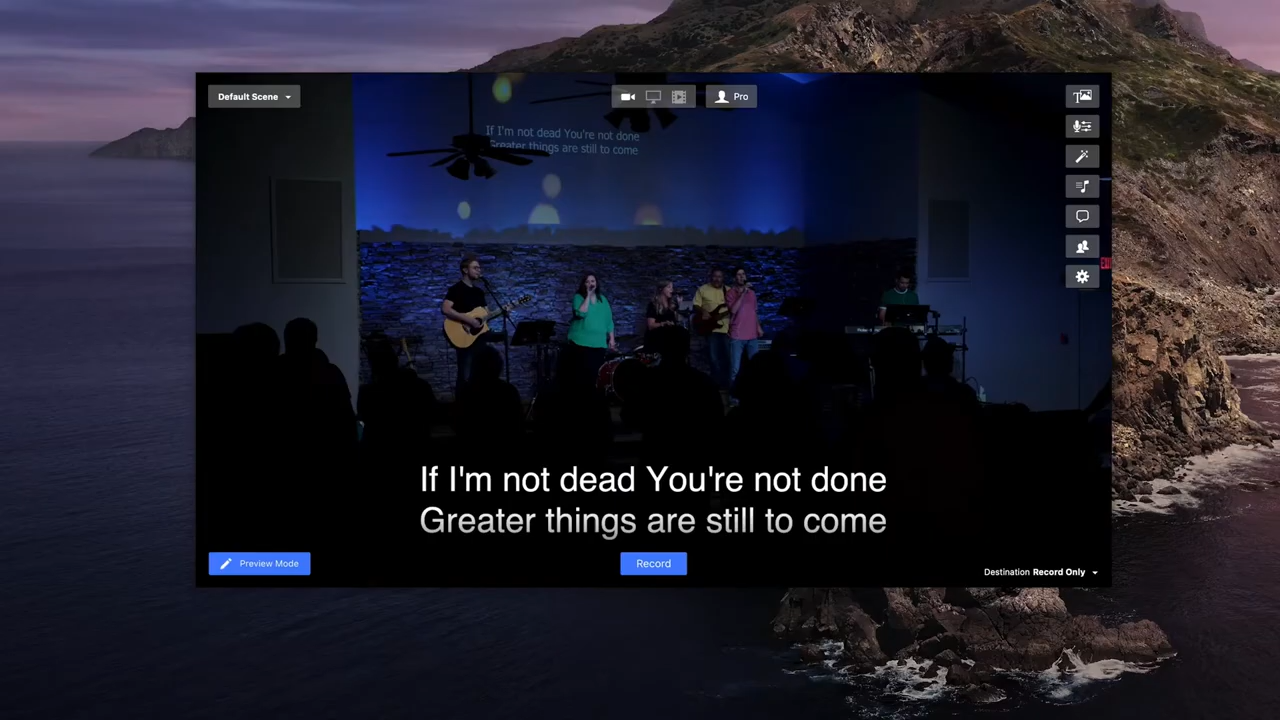 Default Scene
Pro
If I'm not dead You're not done
Greater things are still to come
If I'm not dead You're not done
Greater things are still to come
Preview Mode
Record
Destination Record Only